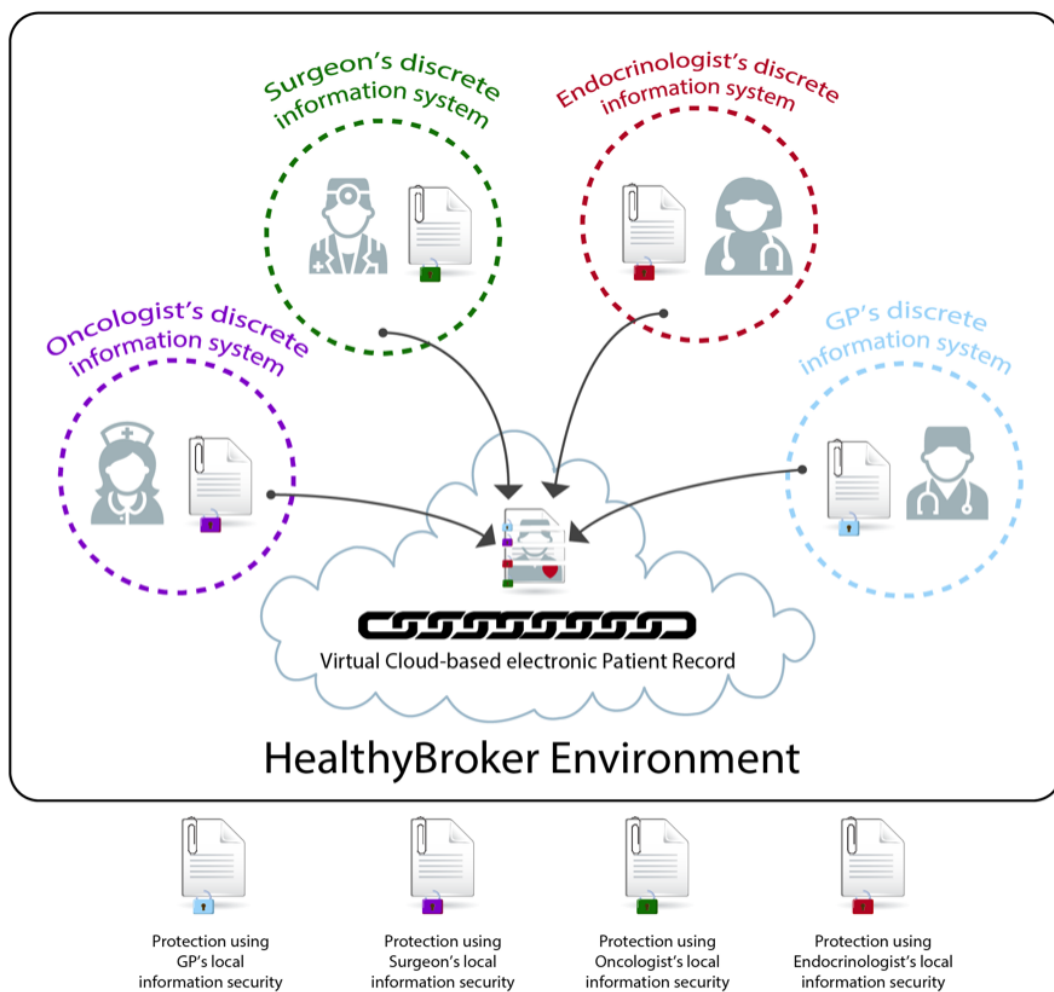 Surgeon's discrete
information system
Endocrinologist's discrete
information system
Oncologist's discrete
information system
GP's discrete
information system
Virtual Cloud-based electronic Patient Record
HealthyBroker Environment
Protection using
GP's local
information security
Protection using
Surgeon's local
information security
Protection using
Oncologist's local
information security
Protection using
Endocrinologist's local
information security